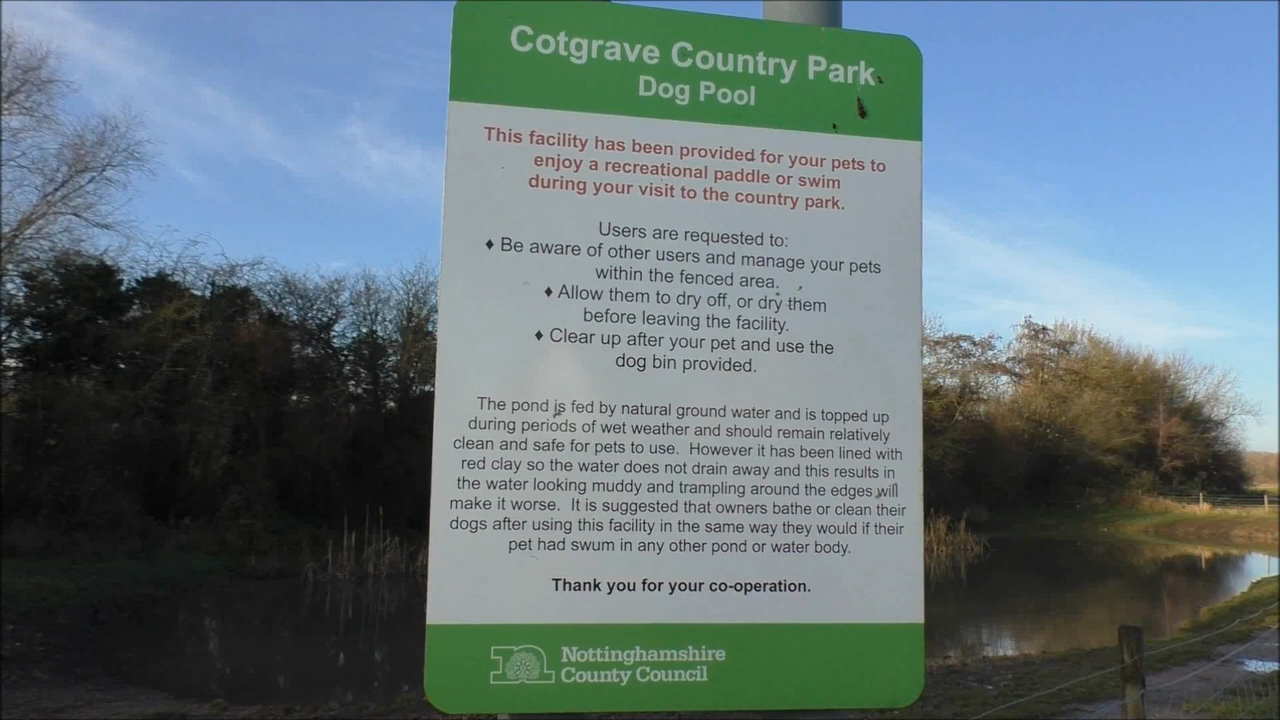 Cotgrave Country Park
Dog Pool
This facility has been provided for your pets to
enjoy a recreational paddle or swim
during your visit to the country park.
Users are requested to:
♦ Be aware of other users and manage your pets
within the fenced area.
♦ Allow them to dry off, or dry them
before leaving the facility.
♦ Clear up after your pet and use the
dog bin provided.
The pond is fed by natural ground water and is topped up
during periods of wet weather and should remain relatively
clean and safe for pets to use. However it has been lined with
red clay so the water does not drain away and this results in
the water looking muddy and trampling around the edges will
make it worse. It is suggested that owners bathe or clean their
dogs after using this facility in the same way they would if their
pet had swum in any other pond or water body.
Thank you for your co-operation.
Nottinghamshire
County Council